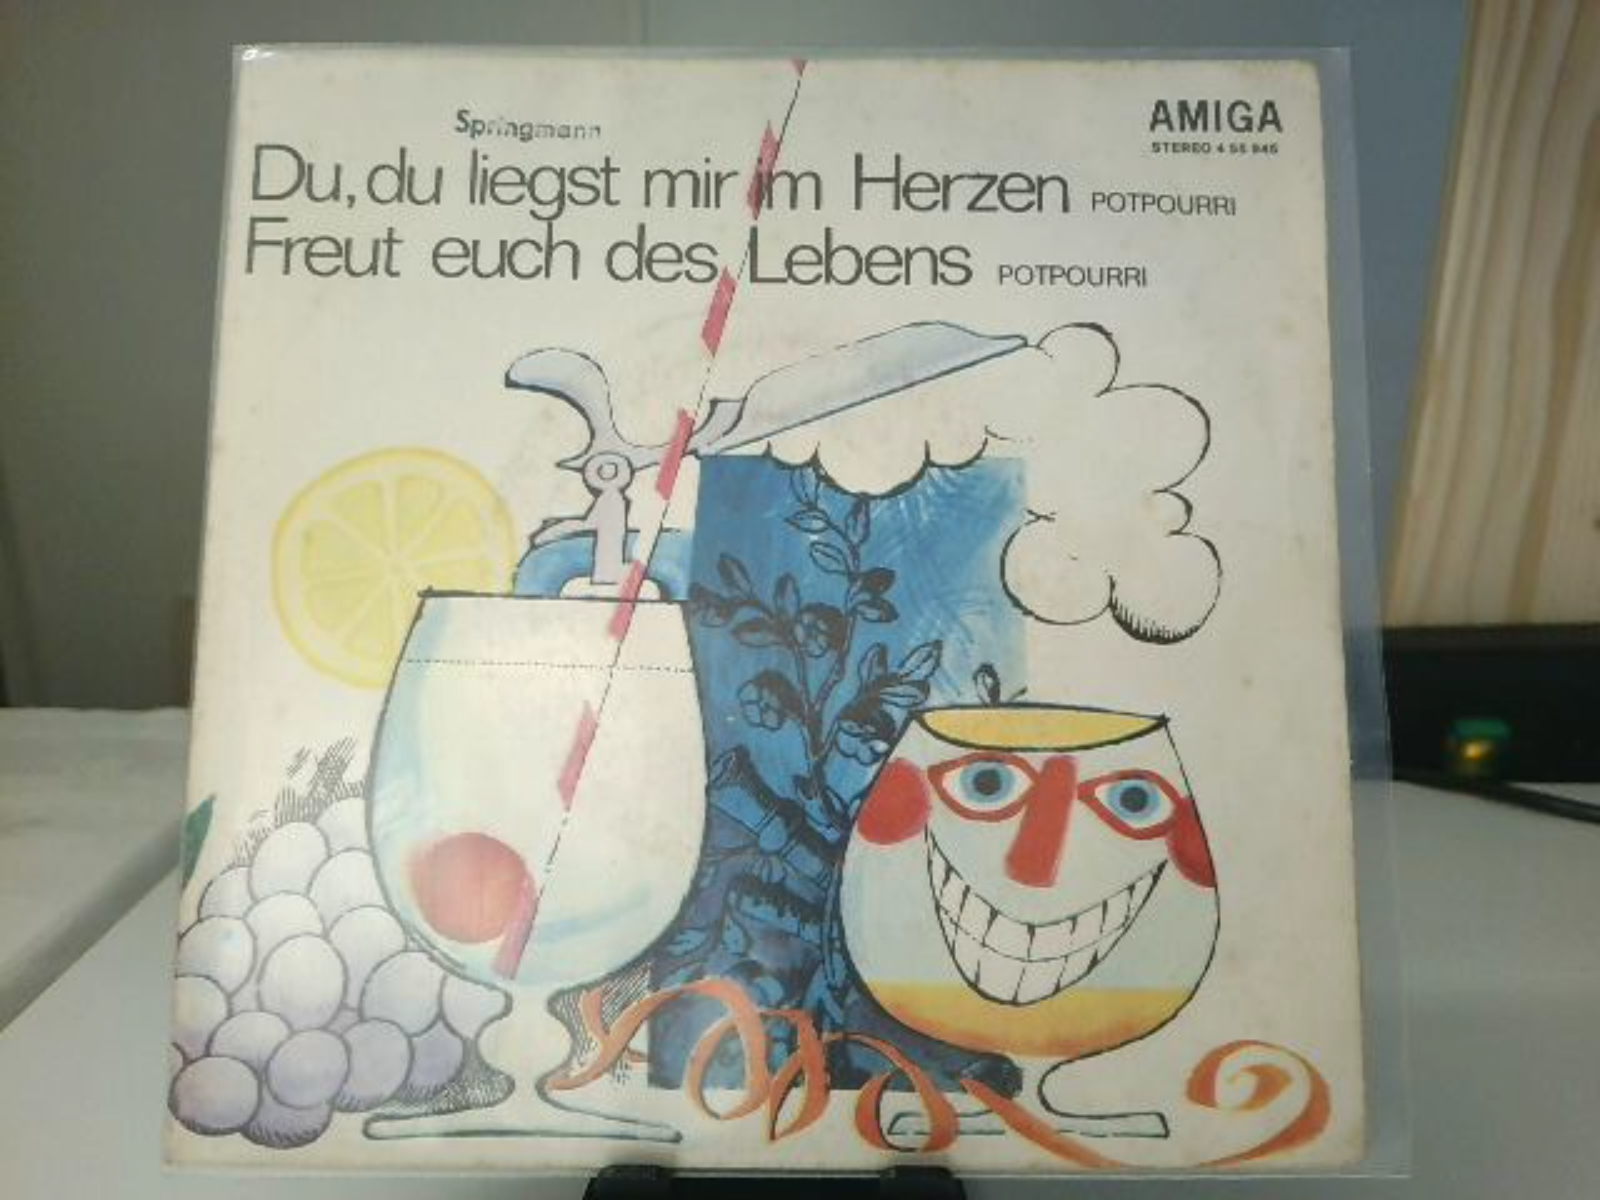 Springmann
AMIGA
STEREO 4 55 945
Du, du liegst mir im Herzen POTPOURRI
Freut euch des Lebens POTPOURRI